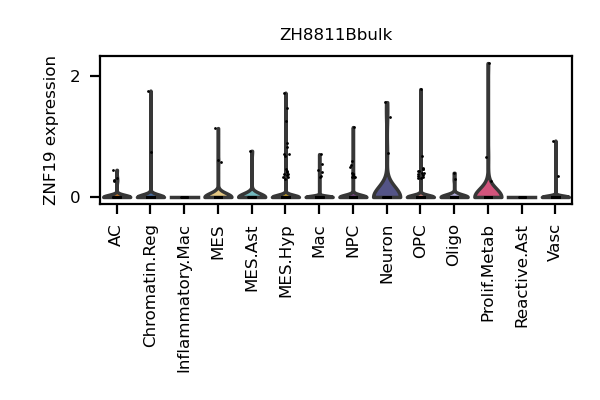 ZH8811Bbulk
ZNF19 expression
2
0
AC
Chromatin.Reg
Inflammatory.Mac
MES
MES.Ast
MES.Hyp
Mac
NPC
Neuron
OPC
Oligo
Prolif.Metab
Reactive.Ast
Vasc